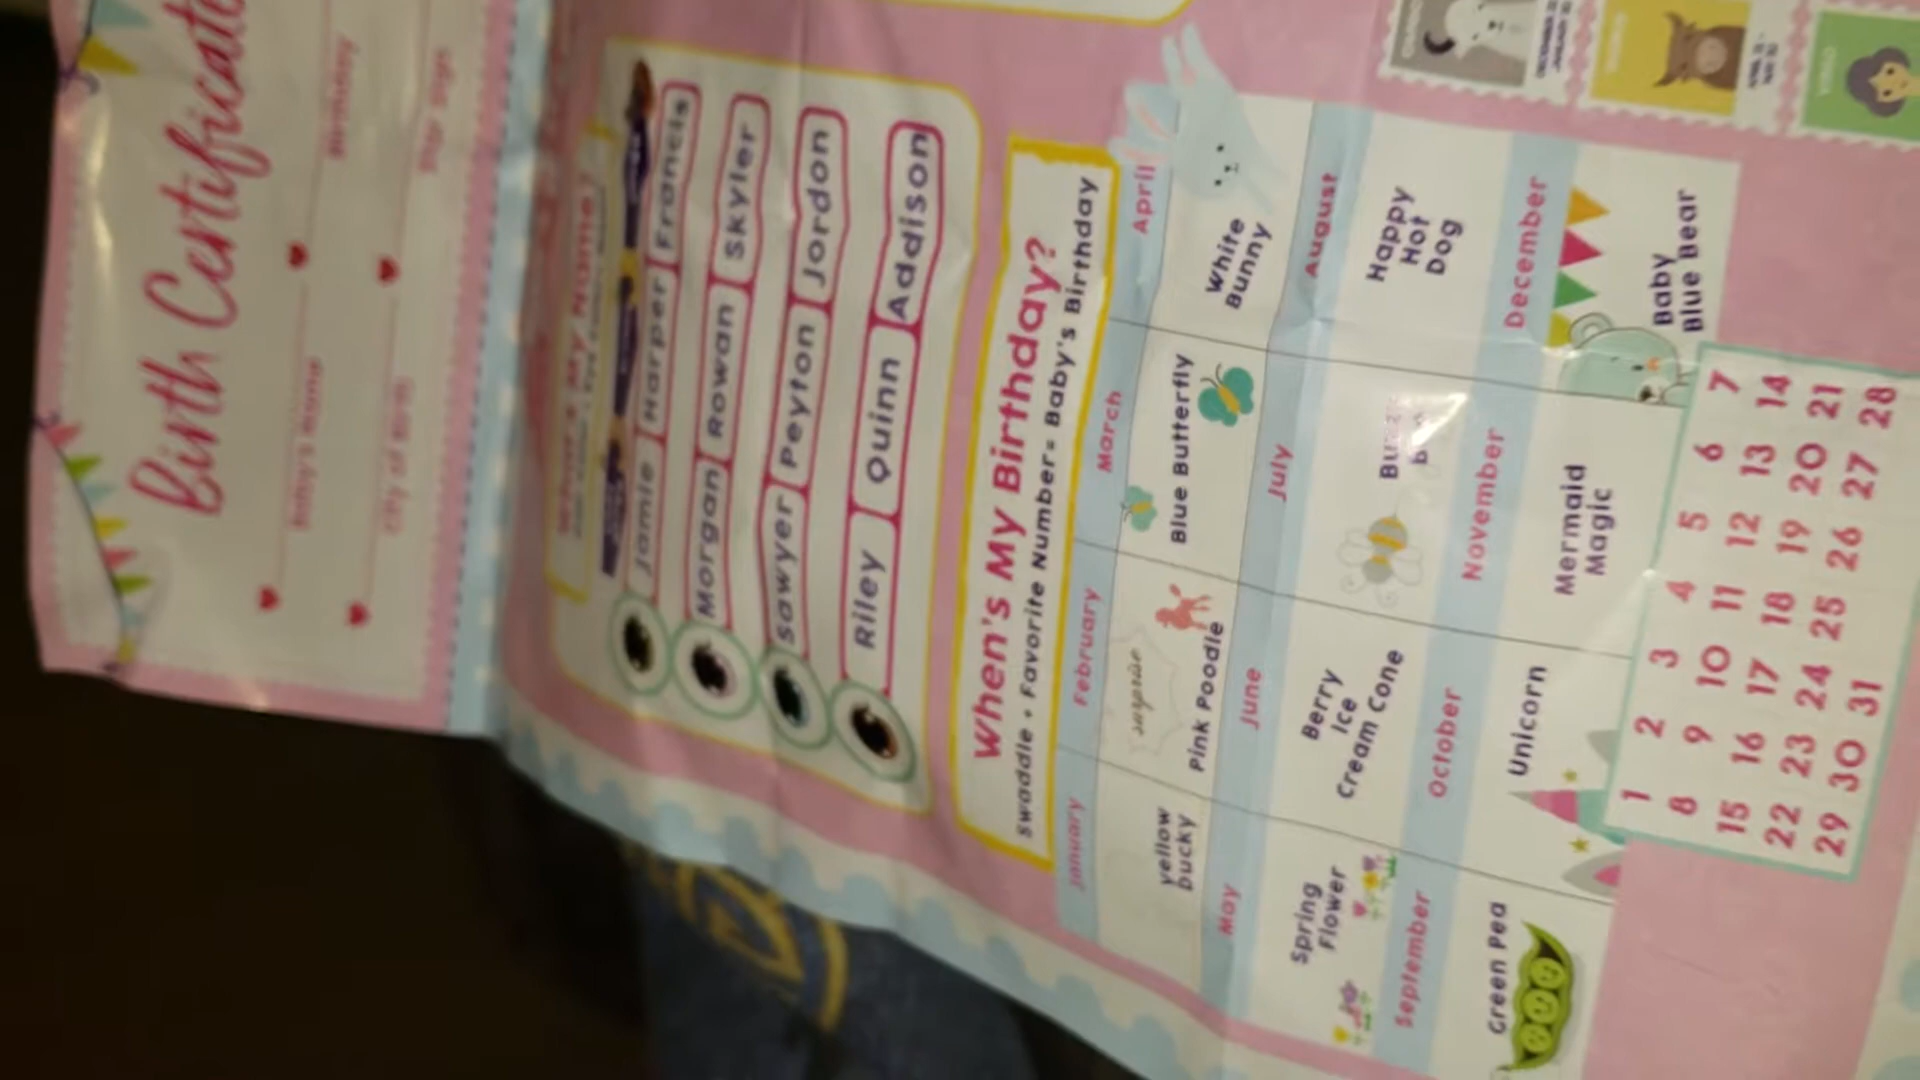 Birth Certificate
Baby's Name
Birthday
City of Birth
Star Sign
What's My Name?
Jamie Harper Francis
Morgan Rowan Skyler
Sawyer Peyton Jordon
Riley Quinn Addison
When's My Birthday?
Swaddle + Favorite Number = Baby's Birthday
January February March April
yellow Ducky
surprise
Pink Poodle
Blue Butterfly
White Bunny
May June July August
Spring Flower
Berry Ice Cream Cone
Happy Hot Dog
September October November December
Green Pea
Unicorn
Mermaid Magic
Baby Blue Bear
1 2 3 4 5 6 7
8 9 10 11 12 13 14
15 16 17 18 19 20 21
22 23 24 25 26 27 28
29 30 31